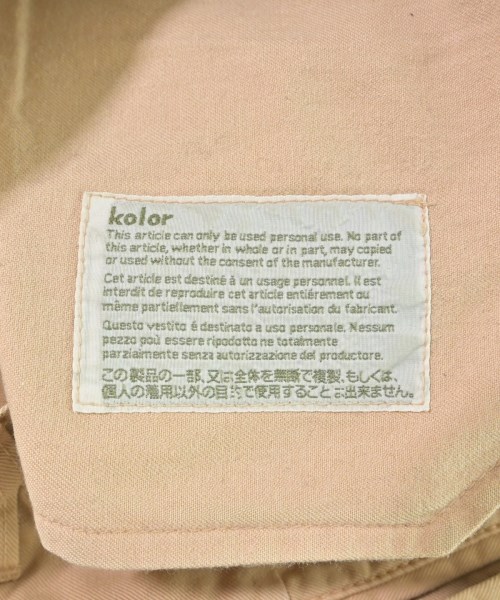 kolor
This article can only be used personal use. No part of
this article, whether in whole or in part, may copied
or used without the consent of the manufacturer.
Cet article est destiné à un usage personnel. Il est
interdit de reproduire cet article entiérement ou
même partiellement sans l'autorisation du fabricant.
Questo vestito é destinato a uso personale. Nessum
pezzo poù essere ripodotto ne totalmente
parzialmente senza autorizzazione del productore.
この製品の一部、又は全体を無断で複製、もしくは、
個人の着用以外の目的で使用することは出来ません。